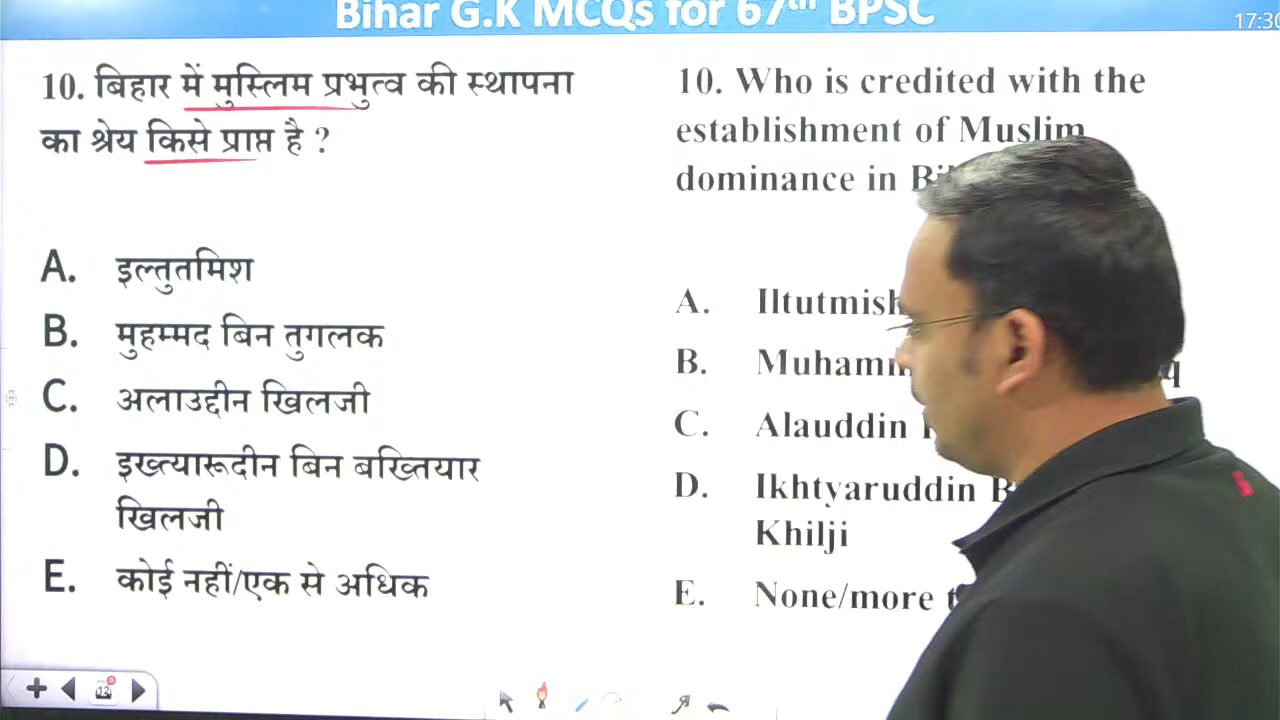 Bihar G.K MCQs for 67th BPSC
17:30
10. बिहार में मुस्लिम प्रभुत्व की स्थापना
का श्रेय किसे प्राप्त है ?
A. इल्तुतमिश
B. मुहम्मद बिन तुगलक
C. अलाउद्दीन खिलजी
D. इख्त्यारूदीन बिन बख्तियार
खिलजी
E. कोई नहीं/एक से अधिक
10. Who is credited with the
establishment of Muslim
dominance in
A. Iltutmish
B.
C. Alauddin
D. Ikhtyaruddin
Khilji
E. None/more
12